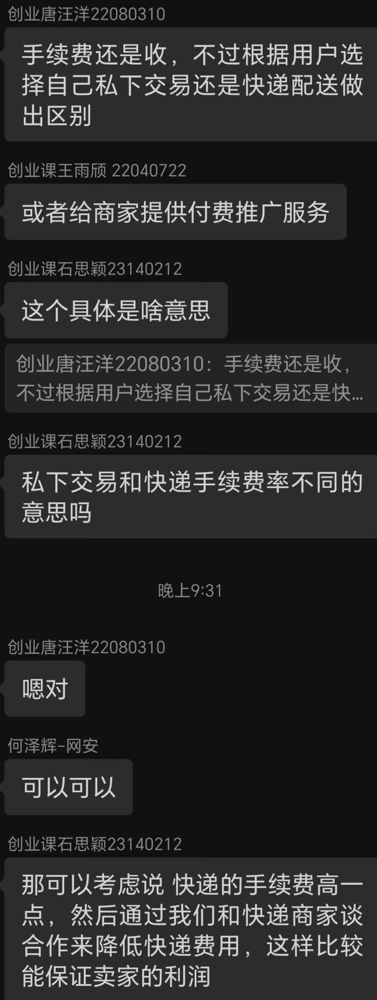 创业唐汪洋22080310
手续费还是收，不过根据用户选
择自己私下交易还是快递配送做
出区别
创业课王雨颀 22040722
或者给商家提供付费推广服务
创业课石思颖23140212
这个具体是啥意思
创业唐汪洋22080310：手续费还是收，
不过根据用户选择自己私下交易还是快...
创业课石思颖23140212
私下交易和快递手续费率不同的
意思吗
晚上9:31
创业唐汪洋22080310
嗯对
何泽辉-网安
可以可以
创业课石思颖23140212
那可以考虑说 快递的手续费高一
点，然后通过我们和快递商家谈
合作来降低快递费用，这样比较
能保证卖家的利润